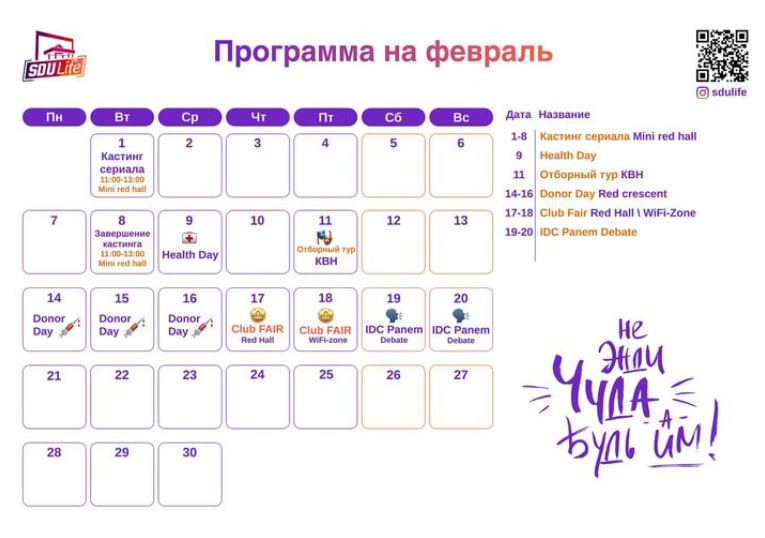 SDU Life
Программа на февраль
sdulife
Пн Вт Ср Чт Пт Сб Вс
1 2 3 4 5 6
Кастинг
сериала
11:00-13:00
Mini red hall
7 8 9 10 11 12 13
Завершение
кастинга
11:00-13:00
Mini red hall
Health Day
Отборный тур
КВН
14 15 16 17 18 19 20
Donor
Day
Donor
Day
Donor
Day
Club FAIR
Red Hall
Club FAIR
WiFi-zone
IDC Panem
Debate
IDC Panem
Debate
21 22 23 24 25 26 27
28 29 30
Дата Название
1-8 Кастинг сериала Mini red hall
9 Health Day
11 Отборный тур КВН
14-16 Donor Day Red crescent
17-18 Club Fair Red Hall \ WiFi-Zone
19-20 IDC Panem Debate
не
жди
чуда
а
будь им!